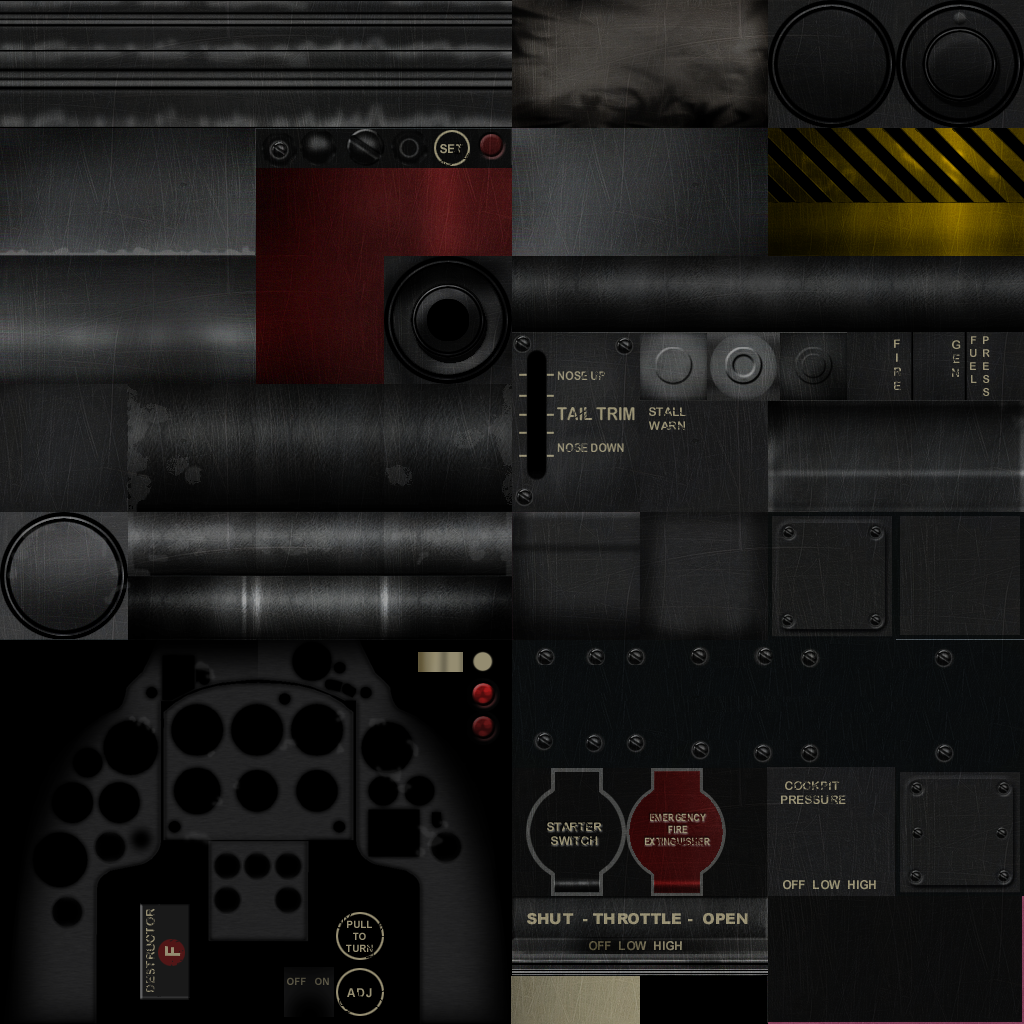 SET
FIRE
GEN
FUEL
PRESS
NOSE UP
TAIL TRIM
NOSE DOWN
STALL
WARN
STARTER
SWITCH
EMERGENCY
FIRE
EXTINGUISHER
COCKPIT
PRESSURE
OFF LOW HIGH
SHUT - THROTTLE - OPEN
OFF LOW HIGH
DESTRUCTOR
F
PULL
TO
TURN
OFF ON
ADJ